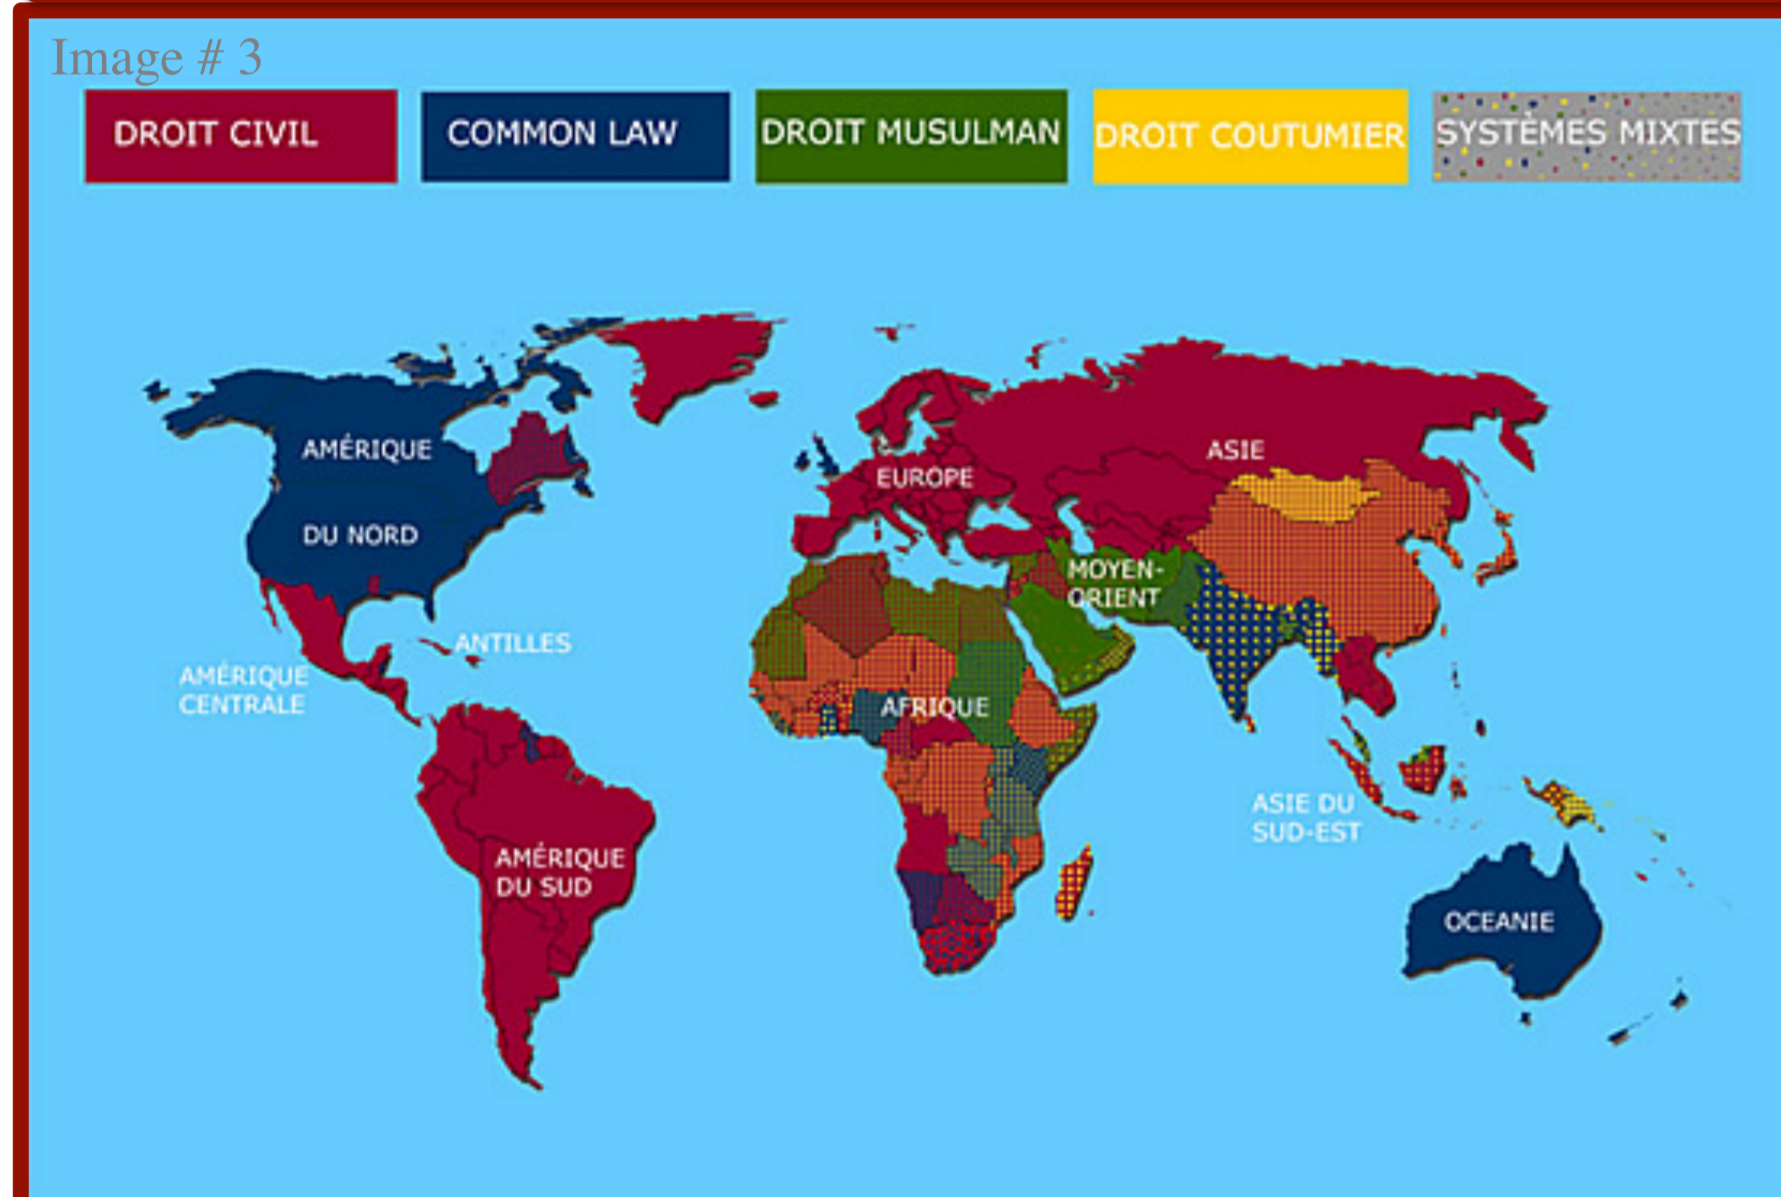 Image # 3
DROIT CIVIL
COMMON LAW
DROIT MUSULMAN
DROIT COUTUMIER
SYSTÈMES MIXTES
AMÉRIQUE
DU NORD
EUROPE
ASIE
MOYEN-
ORIENT
ANTILLES
AMÉRIQUE
CENTRALE
AFRIQUE
ASIE DU
SUD-EST
AMÉRIQUE
DU SUD
OCEANIE